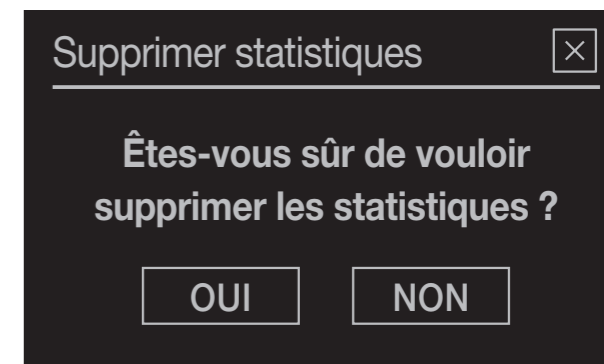 Supprimer statistiques
Êtes-vous sûr de vouloir
supprimer les statistiques ?
OUI NON